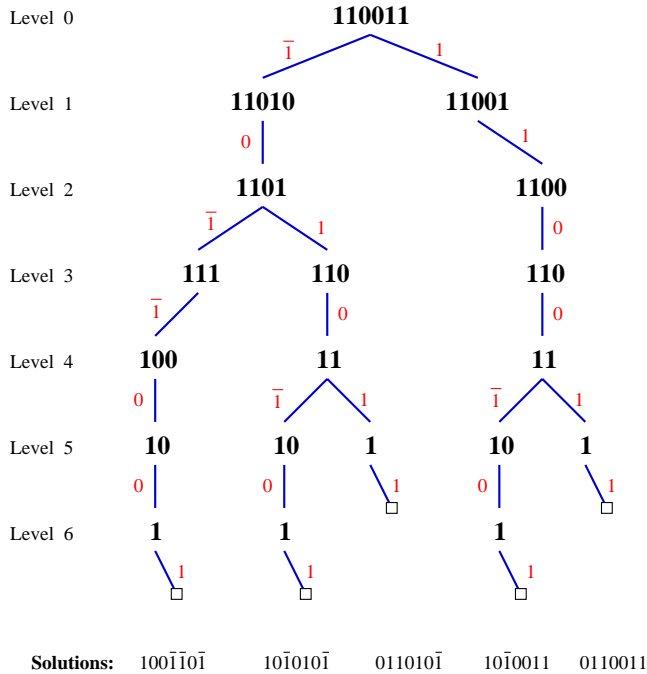 Level 0 110011
1̅ 1
Level 1 11010 11001
0 1
Level 2 1101 1100
1̅ 1 0
Level 3 111 110 110
1̅ 0 0
Level 4 100 11 11
0 1̅ 1 1̅ 1
Level 5 10 10 1 10 1
0 0 1 0 1
Level 6 1 1 1
1 1 1
Solutions: 1001̅1̅01̅ 101̅0101̅ 0110101̅ 101̅0011 0110011